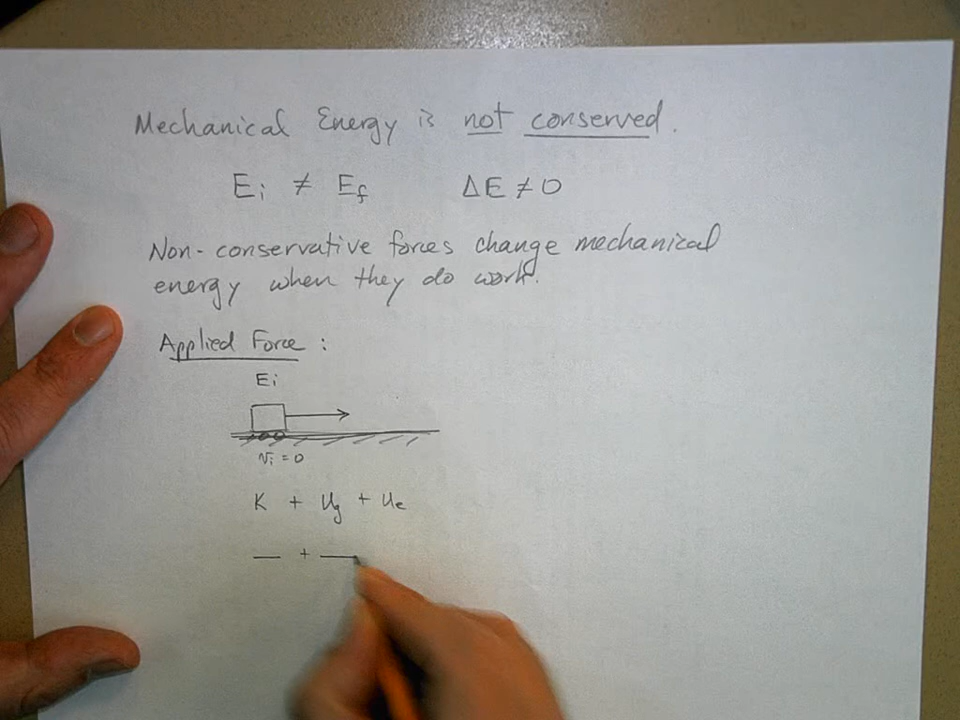 Mechanical Energy is not conserved.
Ei ≠ Ef ΔE ≠ 0
Non-conservative forces change mechanical
energy when they do work.
Applied Force :
Ei
vi = 0
K + Ug + Ue
— + —